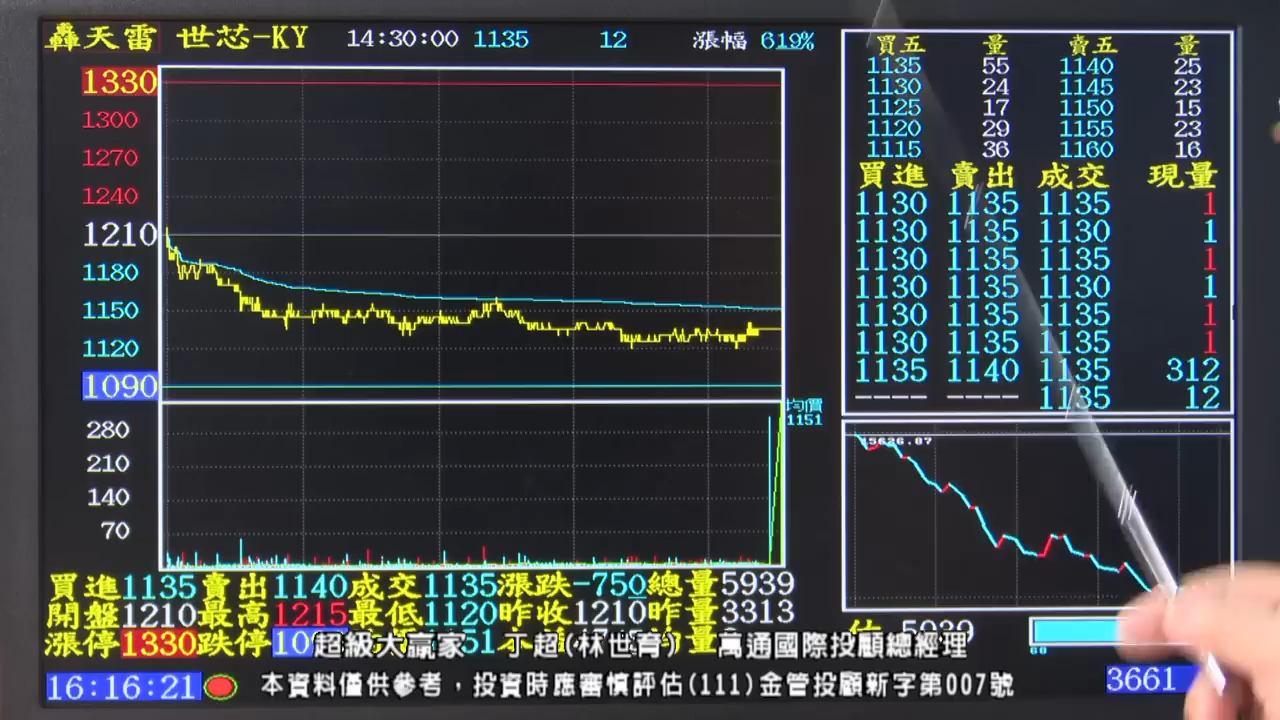 轟天雷 世芯-KY 14:30:00 1135 12 漲幅 619%
1330
1300
1270
1240
1210
1180
1150
1120
1090
280
210
140
70
均價
1151
買五 量 賣五 量
1135 55 1140 25
1130 24 1145 23
1125 17 1150 15
1120 29 1155 23
1115 36 1160 16
買進 賣出 成交 現量
1130 1135 1135 1
1130 1135 1130 1
1130 1135 1135 1
1130 1135 1130 1
1130 1135 1135 1
1130 1135 1135 1
1135 1140 1135 312
---- ---- 1135 12
15626.87
買進1135賣出1140成交1135漲跌-750總量5939
開盤1210最高1215最低1120昨收1210昨量3313
漲停1330跌停
估 5939
超級大贏家 丁超(林世育) 萬通國際投顧總經理
16:16:21 本資料僅供參考，投資時應審慎評估(111)金管投顧新字第007號
3661